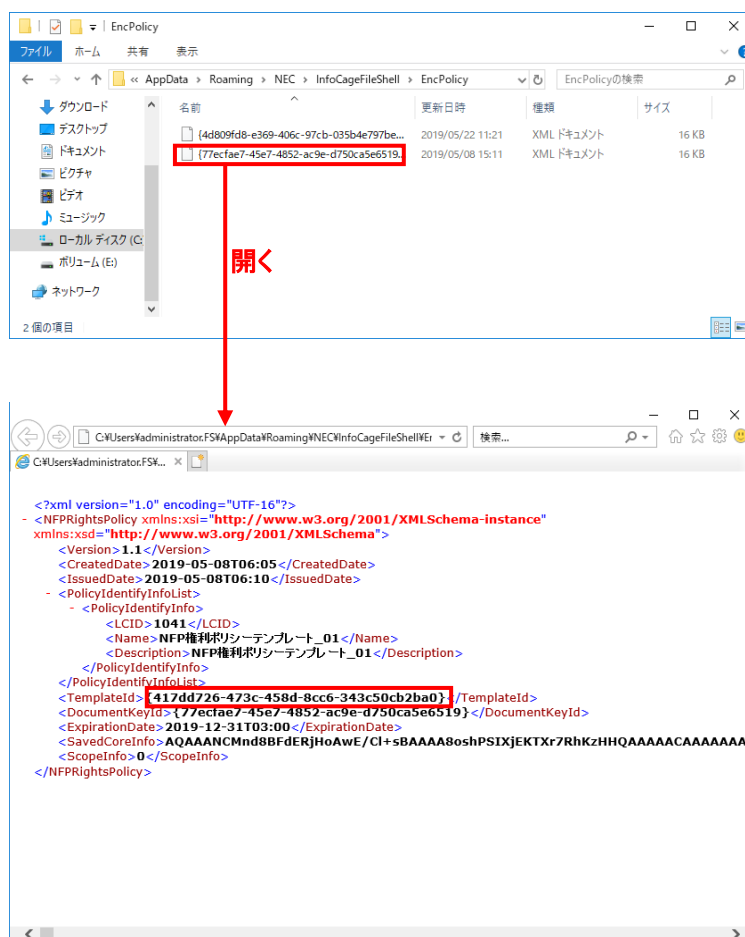 EncPolicy
ファイル ホーム 共有 表示
« AppData › Roaming › NEC › InfoCageFileShell › EncPolicy EncPolicyの検索
名前 更新日時 種類 サイズ
ダウンロード
デスクトップ
ドキュメント
ピクチャ
ビデオ
ミュージック
ローカル ディスク (C:
ボリューム (E:)
ネットワーク
{4d809fd8-e369-406c-97cb-035b4e797be... 2019/05/22 11:21 XML ドキュメント 16 KB
{77ecfae7-45e7-4852-ac9e-d750ca5e6519... 2019/05/08 15:11 XML ドキュメント 16 KB
開く
2 個の項目
C:¥Users¥administrator.FS¥AppData¥Roaming¥NEC¥InfoCageFileShell¥Er 検索...
C:¥Users¥administrator.FS¥...
<?xml version="1.0" encoding="UTF-16"?>
- <NFPRightsPolicy xmlns:xsi="http://www.w3.org/2001/XMLSchema-instance"
xmlns:xsd="http://www.w3.org/2001/XMLSchema">
<Version>1.1</Version>
<CreatedDate>2019-05-08T06:05</CreatedDate>
<IssuedDate>2019-05-08T06:10</IssuedDate>
- <PolicyIdentifyInfoList>
- <PolicyIdentifyInfo>
<LCID>1041</LCID>
<Name>NFP権利ポリシーテンプレート_01</Name>
<Description>NFP権利ポリシーテンプレート_01</Description>
</PolicyIdentifyInfo>
</PolicyIdentifyInfoList>
<TemplateId>{417dd726-473c-458d-8cc6-343c50cb2ba0}</TemplateId>
<DocumentKeyId>{77ecfae7-45e7-4852-ac9e-d750ca5e6519}</DocumentKeyId>
<ExpirationDate>2019-12-31T03:00</ExpirationDate>
<SavedCoreInfo>AQAAANCMnd8BFdERjHoAwE/Cl+sBAAAA8oshPSIXjEKTXr7RhKzHHQAAAAACAAAAAAA
<ScopeInfo>0</ScopeInfo>
</NFPRightsPolicy>